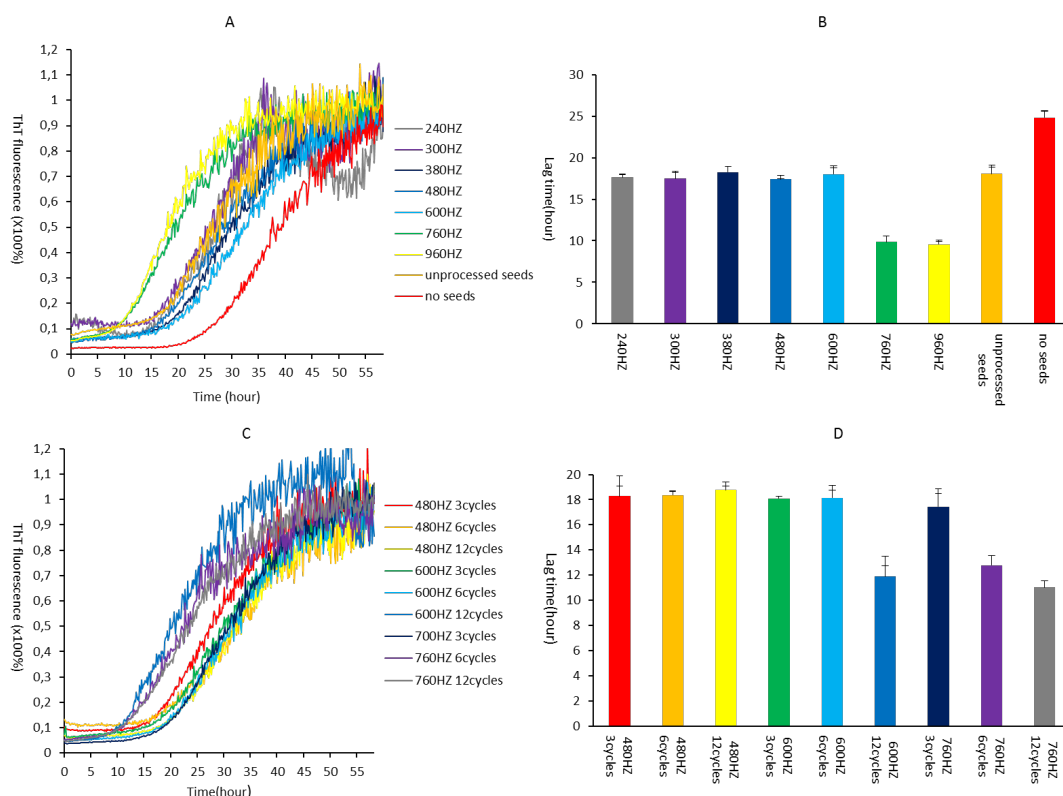 A
ThT fluorescence (X100%)
1,2
1,1
1
0,9
0,8
0,7
0,6
0,5
0,4
0,3
0,2
0,1
0
0 5 10 15 20 25 30 35 40 45 50 55
Time (hour)
240HZ
300HZ
380HZ
480HZ
600HZ
760HZ
960HZ
unprocessed seeds
no seeds
B
Lag time(hour)
30
25
20
15
10
5
0
240HZ
300HZ
380HZ
480HZ
600HZ
760HZ
960HZ
unprocessed
seeds
no seeds
C
ThT fluorescence (x100%)
1,2
1,1
1
0,9
0,8
0,7
0,6
0,5
0,4
0,3
0,2
0,1
0
0 5 10 15 20 25 30 35 40 45 50 55
Time(hour)
480HZ 3cycles
480HZ 6cycles
480HZ 12cycles
600HZ 3cycles
600HZ 6cycles
600HZ 12cycles
700HZ 3cycles
760HZ 6cycles
760HZ 12cycles
D
Lag time(hour)
20
18
16
14
12
10
8
6
4
2
0
480HZ
3cycles
480HZ
6cycles
480HZ
12cycles
600HZ
3cycles
600HZ
6cycles
600HZ
12cycles
760HZ
3cycles
760HZ
6cycles
760HZ
12cycles